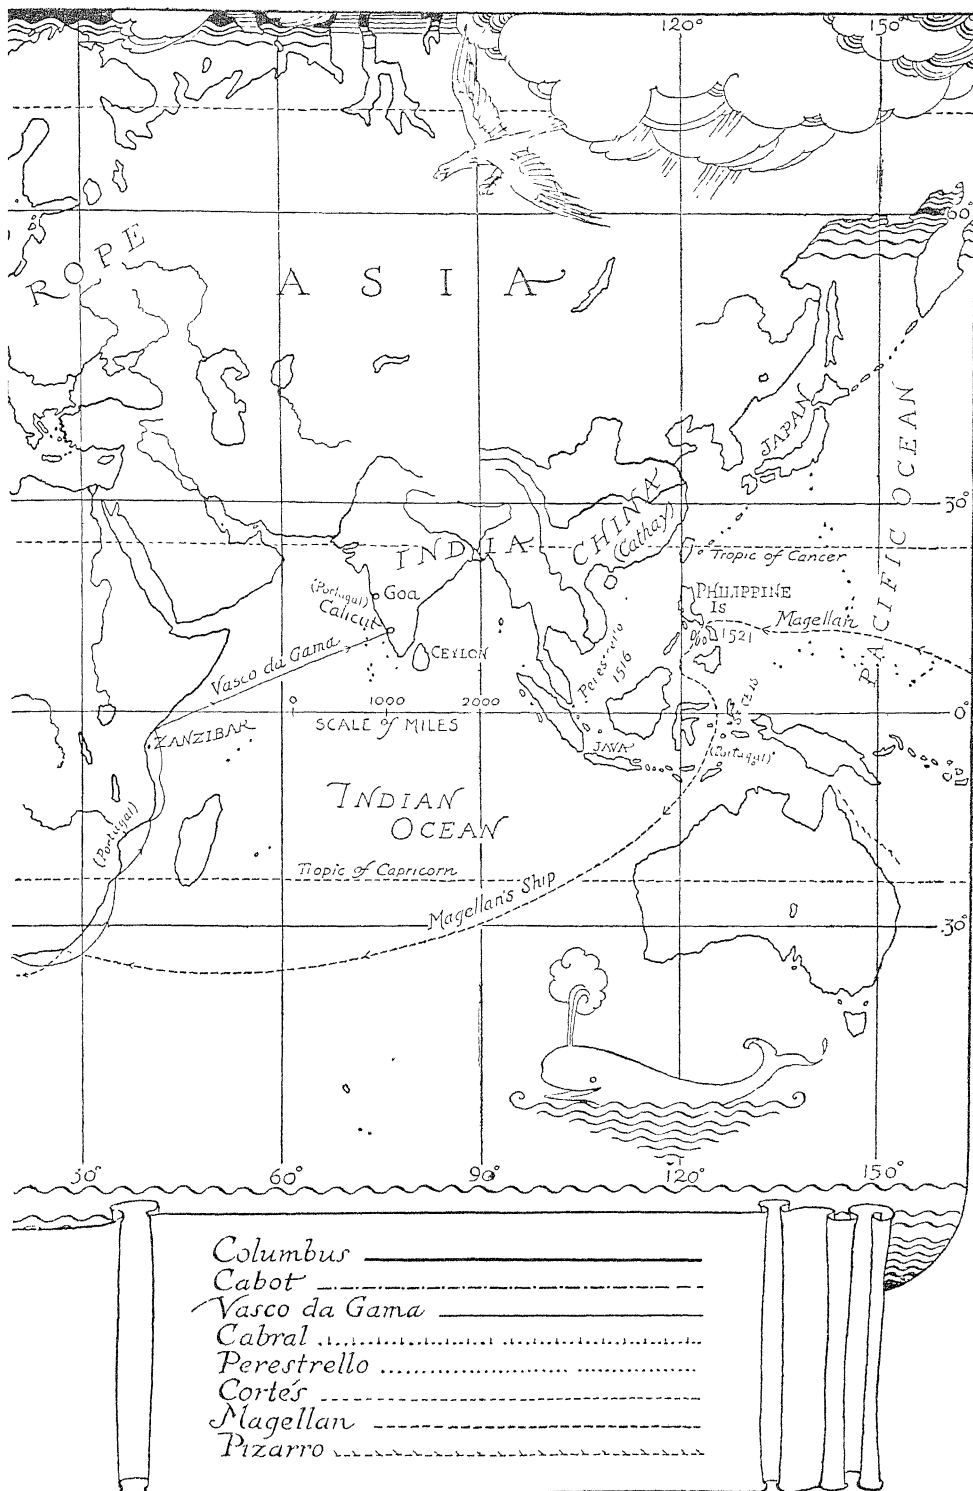 120° 150°
60°
ROPE
ASIA
JAPAN
PACIFIC OCEAN
30°
CHINA
(Cathay)
INDIA
Tropic of Cancer
(Portugal)
Goa
Calicut
PHILIPPINE
IS
1521
Magellan
CEYLON
Vasco da Gama
Perestrello
1516
0 1000 2000
SCALE of MILES
0°
SPICE IS
(Portugal)
ZANZIBAR
JAVA
INDIAN
OCEAN
(Portugal)
Tropic of Capricorn
Magellan's Ship
30°
30° 60° 90° 120° 150°
Columbus
Cabot
Vasco da Gama
Cabral
Perestrello
Cortés
Magellan
Pizarro